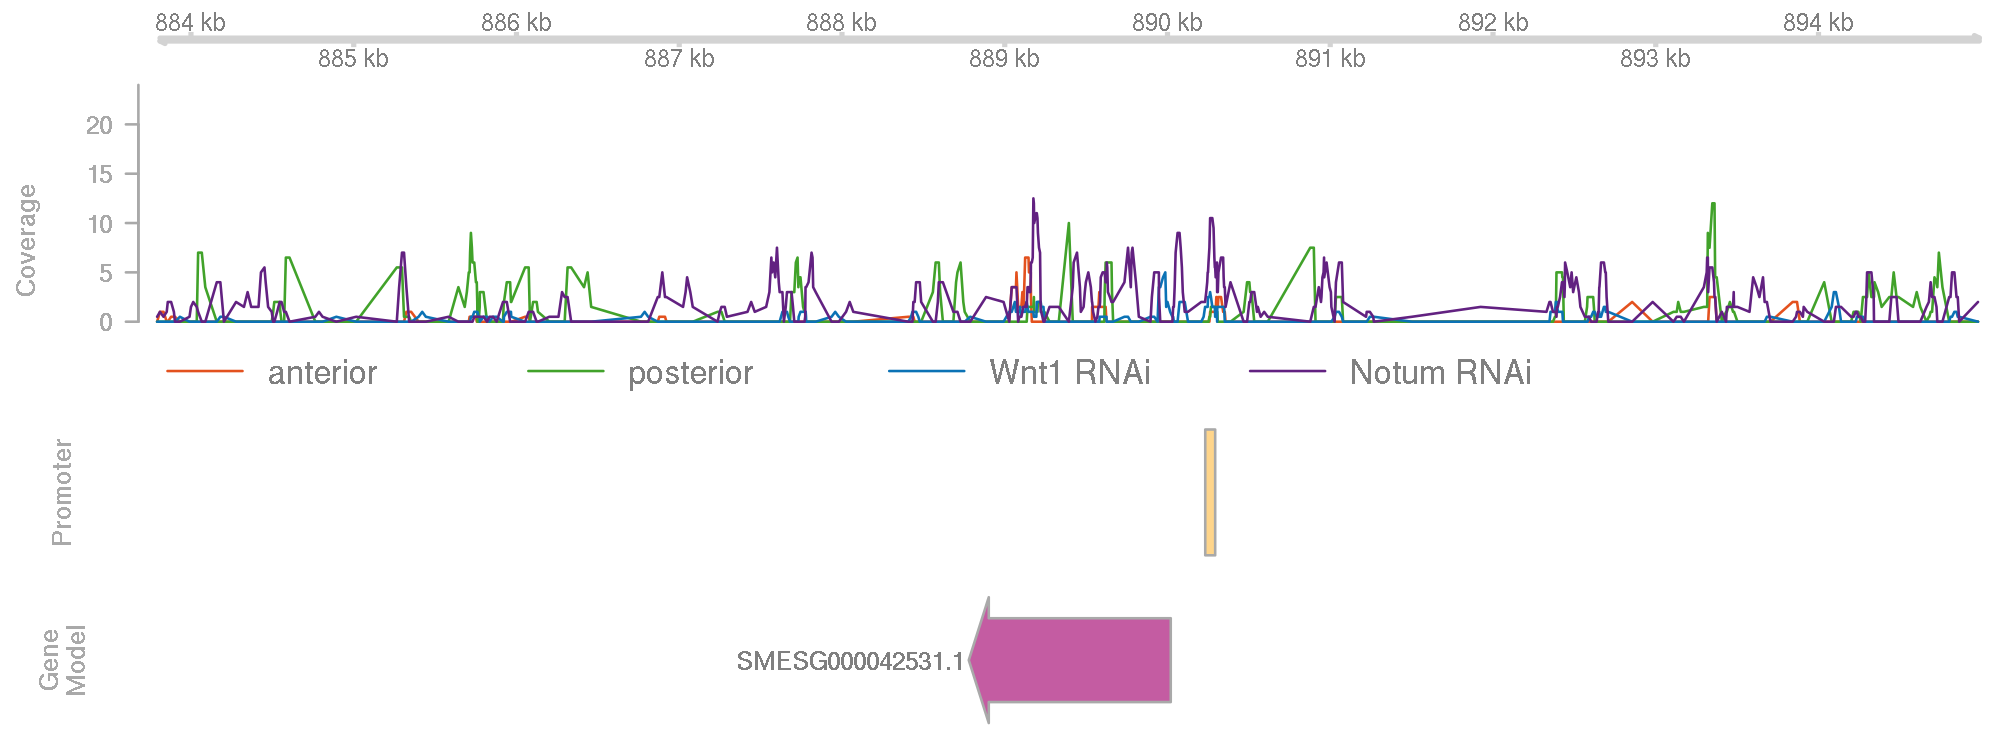 884 kb 886 kb 888 kb 890 kb 892 kb 894 kb
885 kb 887 kb 889 kb 891 kb 893 kb
Coverage
20
15
10
5
0
anterior posterior Wnt1 RNAi Notum RNAi
Promoter
Gene
Model
SMESG000042531.1